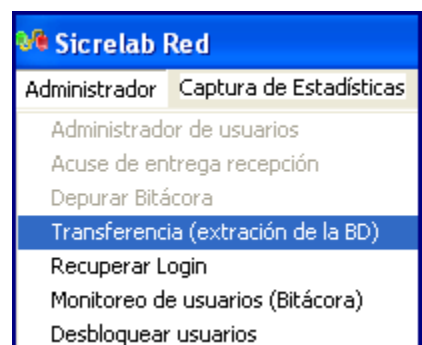 Sicrelab Red
Administrador Captura de Estadísticas
Administrador de usuarios
Acuse de entrega recepción
Depurar Bitácora
Transferencia (extración de la BD)
Recuperar Login
Monitoreo de usuarios (Bitácora)
Desbloquear usuarios